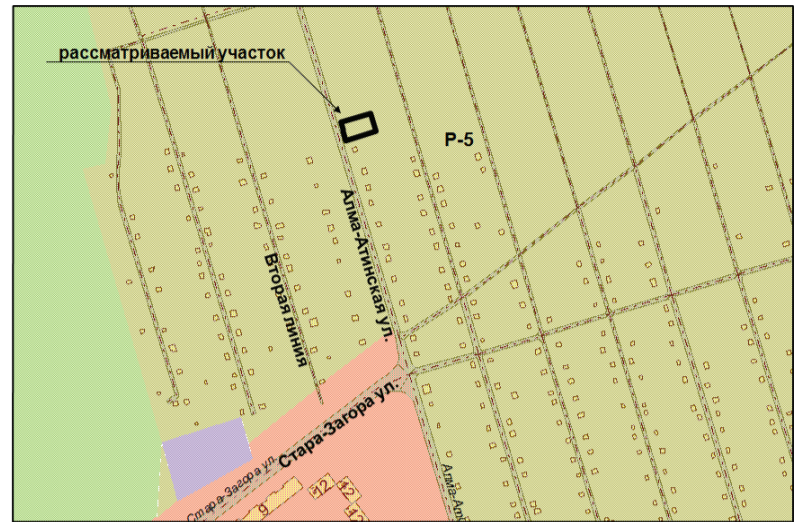 рассматриваемый участок
Р-5
Алма-Атинская ул.
Вторая линия
Стара-Загора ул.
Стара-Загора ул.
9
12
12